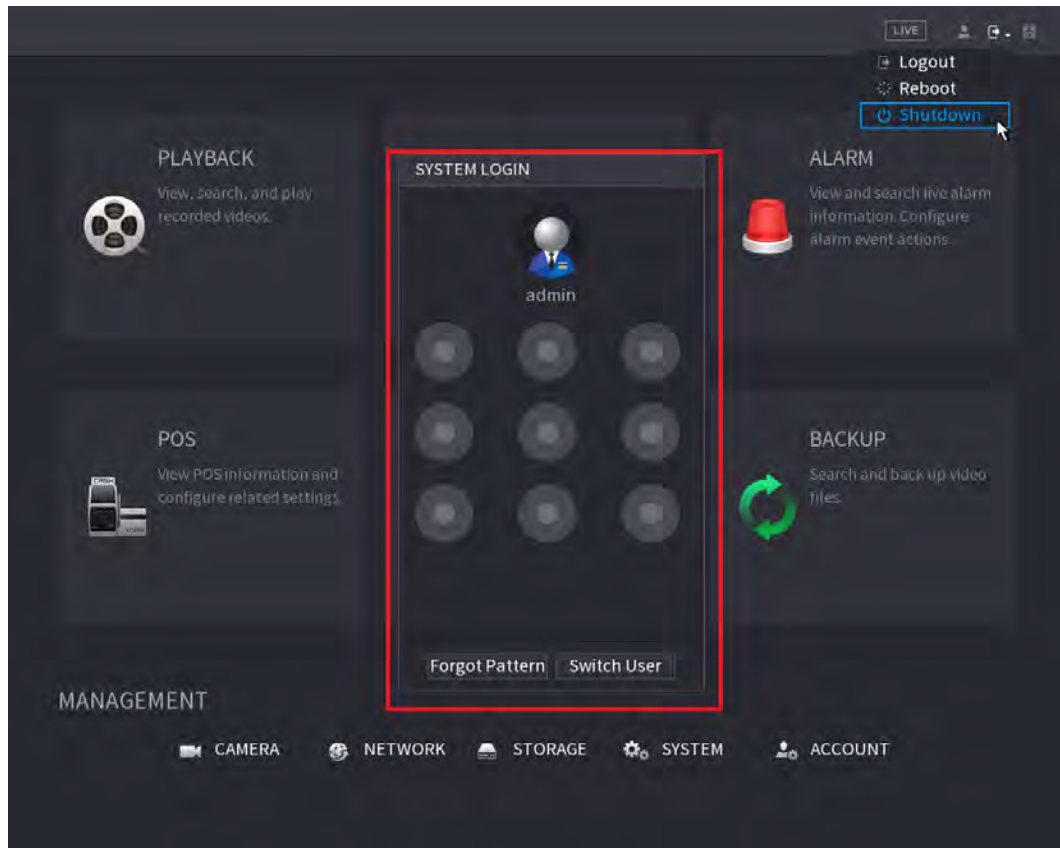 LIVE
Logout
Reboot
Shutdown
PLAYBACK
View, search, and play
recorded videos.
SYSTEM LOGIN
admin
ALARM
View and search live alarm
information. Configure
alarm event actions.
POS
View POS information and
configure related settings.
CASH
BACKUP
Search and back up video
files.
Forgot Pattern
Switch User
MANAGEMENT
CAMERA
NETWORK
STORAGE
SYSTEM
ACCOUNT